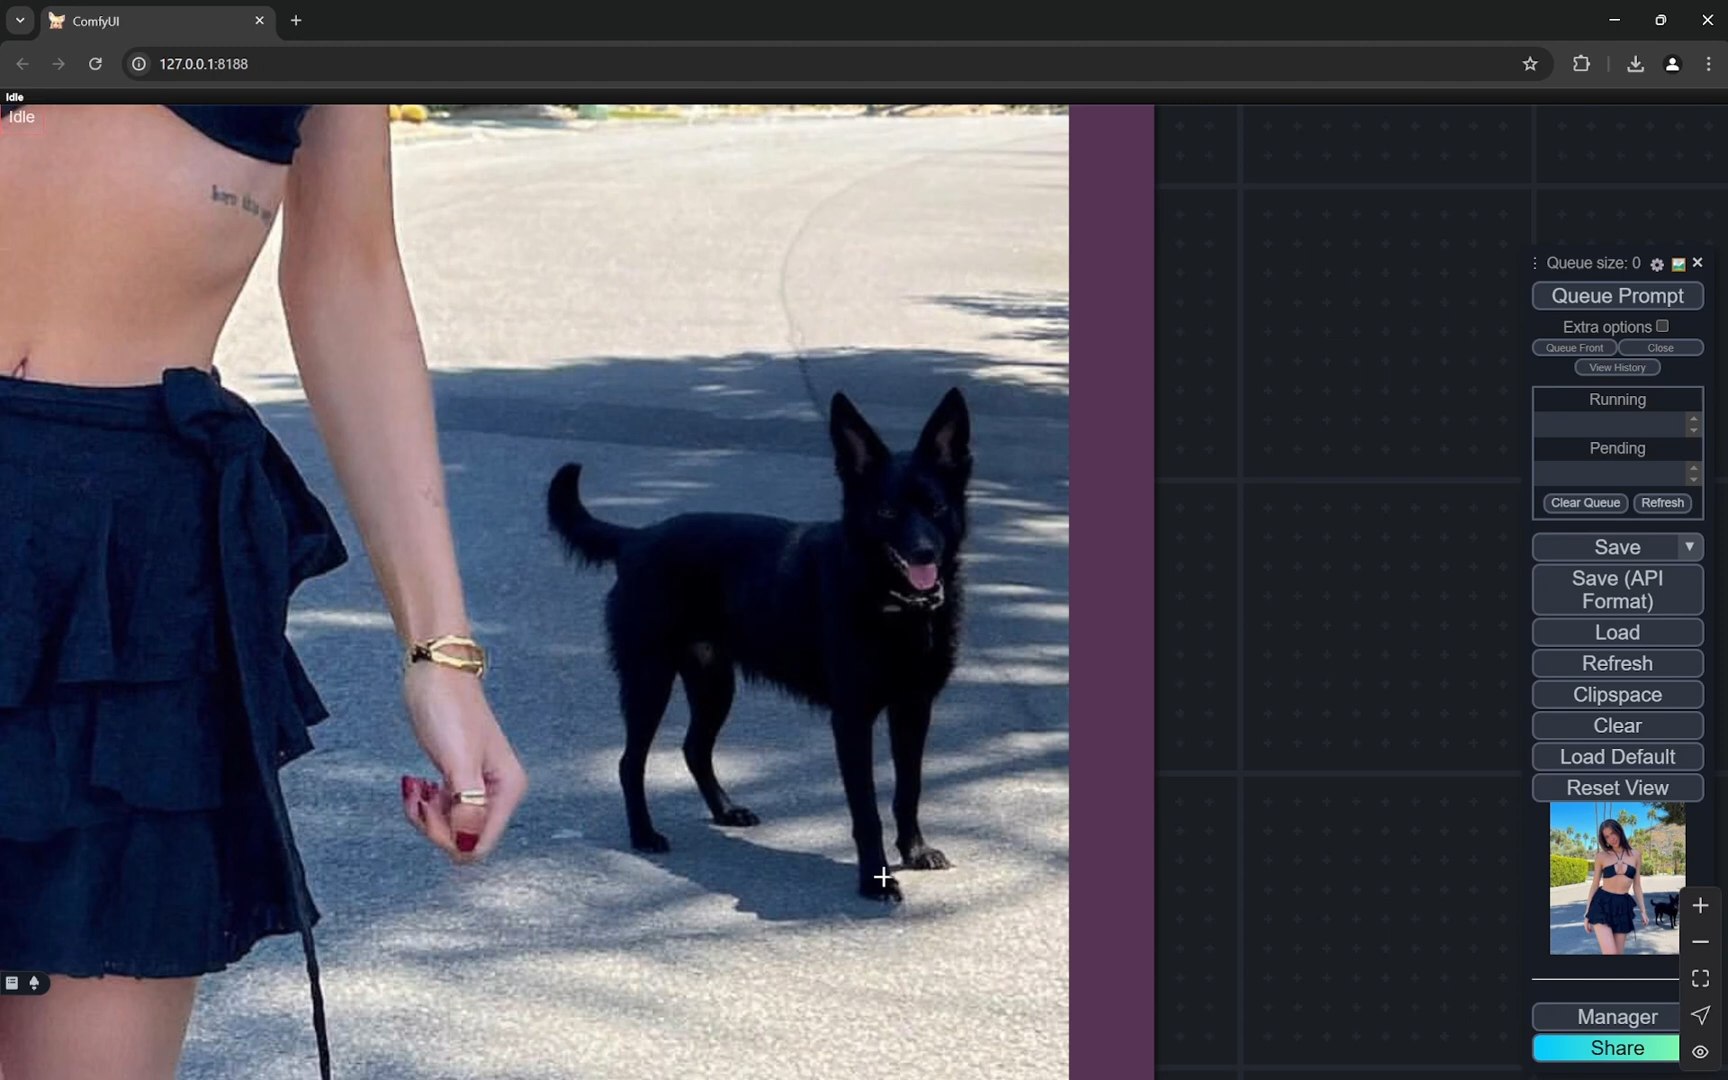 ComfyUI
127.0.0.1:8188
Idle
Idle
Queue size: 0
Queue Prompt
Extra options
Queue Front
Close
View History
Running
Pending
Clear Queue
Refresh
Save
Save (API
Format)
Load
Refresh
Clipspace
Clear
Load Default
Reset View
Manager
Share